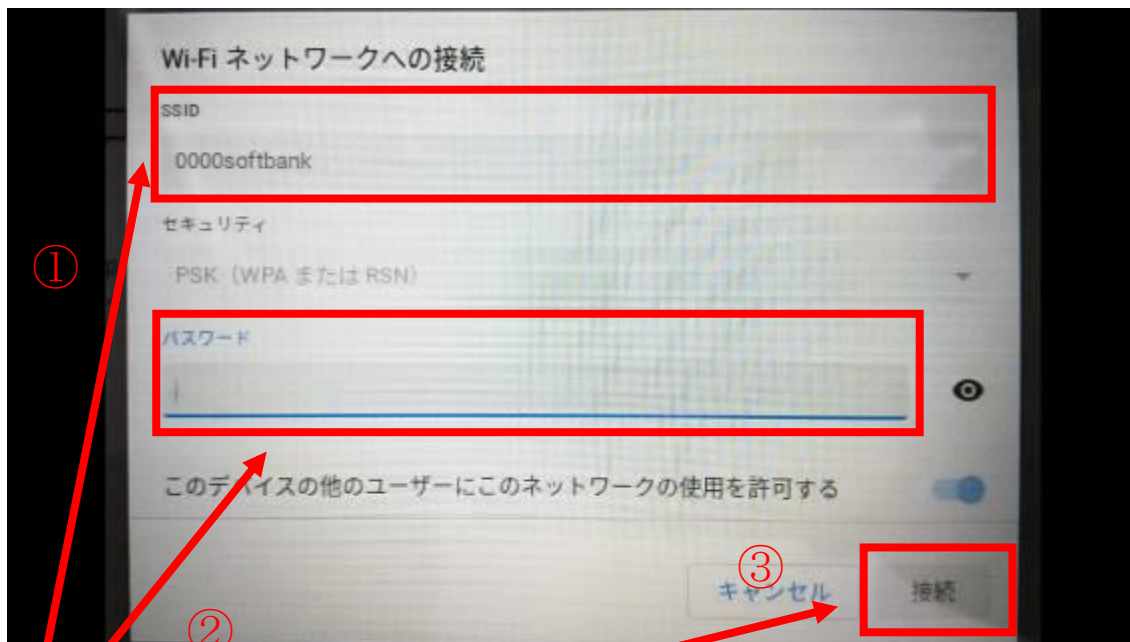 Wi-Fi ネットワークへの接続
SSID
0000softbank
①
セキュリティ
PSK（WPA または RSN）
パスワード
このデバイスの他のユーザーにこのネットワークの使用を許可する
③
キャンセル
接続
②